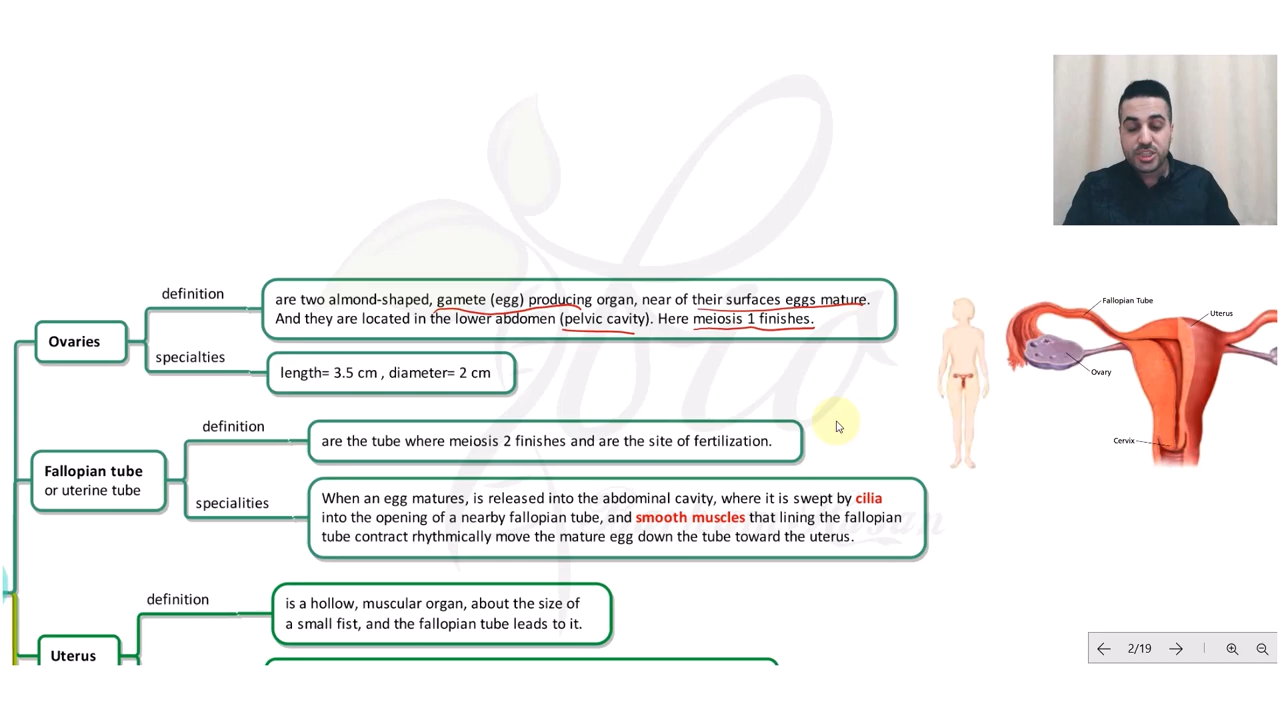 definition
are two almond-shaped, gamete (egg) producing organ, near of their surfaces eggs mature.
And they are located in the lower abdomen (pelvic cavity). Here meiosis 1 finishes.
Ovaries
specialties
length= 3.5 cm , diameter= 2 cm
definition
are the tube where meiosis 2 finishes and are the site of fertilization.
Fallopian tube
or uterine tube
specialities
When an egg matures, is released into the abdominal cavity, where it is swept by cilia
into the opening of a nearby fallopian tube, and smooth muscles that lining the fallopian
tube contract rhythmically move the mature egg down the tube toward the uterus.
definition
is a hollow, muscular organ, about the size of
a small fist, and the fallopian tube leads to it.
Uterus
Fallopian Tube
Uterus
Ovary
Cervix
2/19